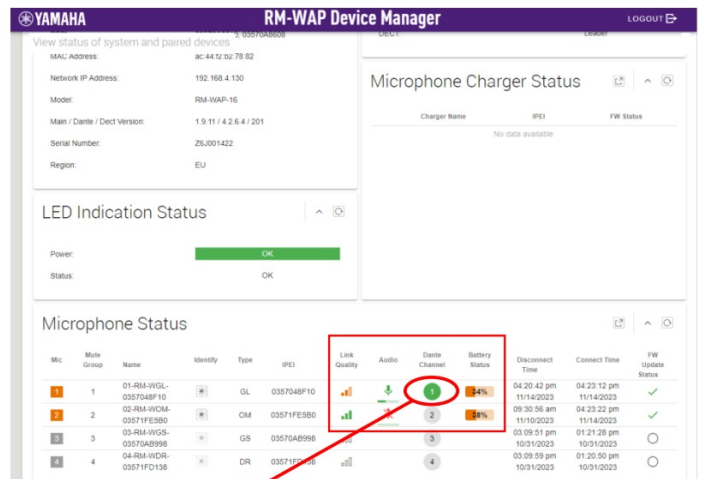 YAMAHA
RM-WAP Device Manager
LOGOUT
View status of system and paired devices
03570A8608
DECT:
Leader
MAC Address:
ac:44:f2:b2:78:82
Network IP Address:
192.168.4.130
Model:
RM-WAP-16
Main / Dante / Dect Version:
1.9.11 / 4.2.6.4 / 201
Serial Number:
Z6J001422
Region:
EU
Microphone Charger Status
Charger Name IPEI FW Status
No data available
LED Indication Status
Power: OK
Status: OK
Microphone Status
Mic Mute Group Name Identify Type IPEI Link Quality Audio Dante Channel Battery Status Disconnect Time Connect Time FW Update Status
1 1 01-RM-WGL-0357048F10 GL 0357048F10 1 34% 04:20:42 pm 11/14/2023 04:23:12 pm 11/14/2023
2 2 02-RM-WOM-03571FE5B0 OM 03571FE5B0 2 38% 09:30:56 am 11/10/2023 04:23:22 pm 11/14/2023
3 3 03-RM-WGS-03570AB998 GS 03570AB998 3 03:09:51 pm 10/31/2023 01:21:28 pm 10/31/2023
4 4 04-RM-WDR-03571FD138 DR 4 03:09:59 pm 10/31/2023 01:20:50 pm 10/31/2023